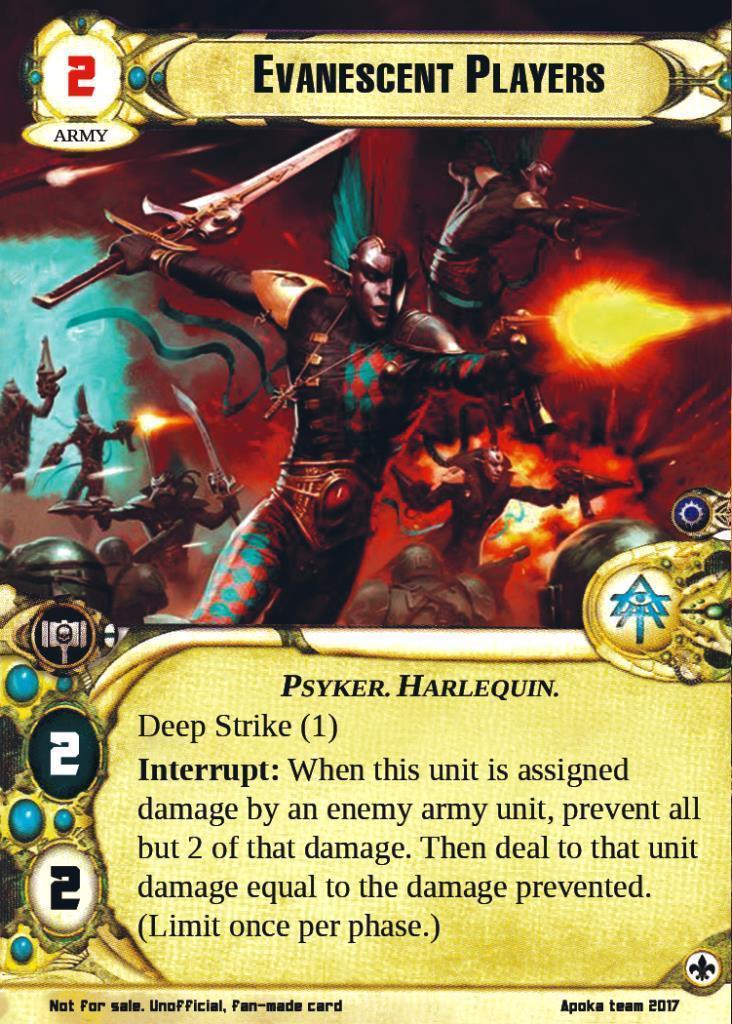 2
EVANESCENT PLAYERS
ARMY
PSYKER. HARLEQUIN.
Deep Strike (1)
2
Interrupt: When this unit is assigned
damage by an enemy army unit, prevent all
but 2 of that damage. Then deal to that unit
damage equal to the damage prevented.
(Limit once per phase.)
2
Not for sale. Unofficial, fan-made card
Apoka team 2017